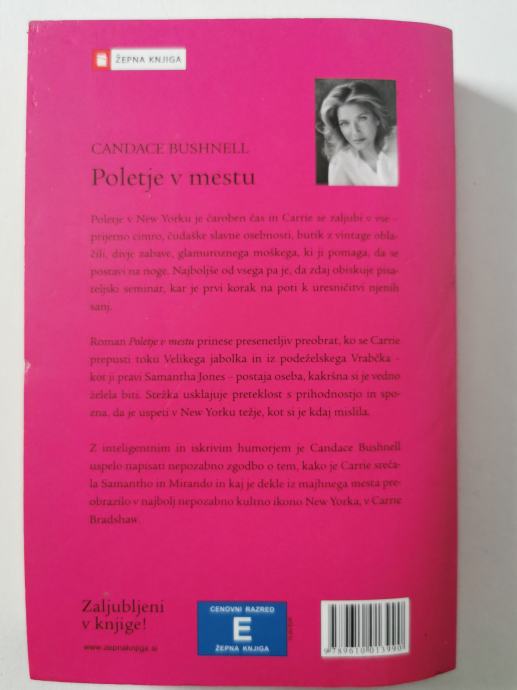 ŽEPNA KNJIGA
CANDACE BUSHNELL
Poletje v mestu
Poletje v New Yorku je čaroben čas in Carrie se zaljubi v vse -
prijetno cimro, čudaške slavne osebnosti, butik z vintage obla-
čili, divje zabave, glamuroznega moškega, ki ji pomaga, da se
postavi na noge. Najboljše od vsega pa je, da zdaj obiskuje pisa-
teljski seminar, kar je prvi korak na poti k uresničitvi njenih
sanj.
Roman Poletje v mestu prinese presenetljiv preobrat, ko se Carrie
prepusti toku Velikega jabolka in iz podeželskega Vrabčka -
kot ji pravi Samantha Jones – postaja oseba, kakršna si je vedno
želela biti. Stežka usklajuje preteklost s prihodnostjo in spo-
zna, da je uspeti v New Yorku težje, kot si je kdaj mislila.
Z inteligentnim in iskrivim humorjem je Candace Bushnell
uspelo napisati nepozabno zgodbo o tem, kako je Carrie sreča-
la Samantho in Mirando in kaj je dekle iz majhnega mesta pre-
obrazilo v najbolj nepozabno kultno ikono New Yorka, v Carrie
Bradshaw.
Zaljubljeni
v knjige!
www.zepnaknjiga.si
CENOVNI RAZRED
E
ŽEPNA KNJIGA
9789610013990